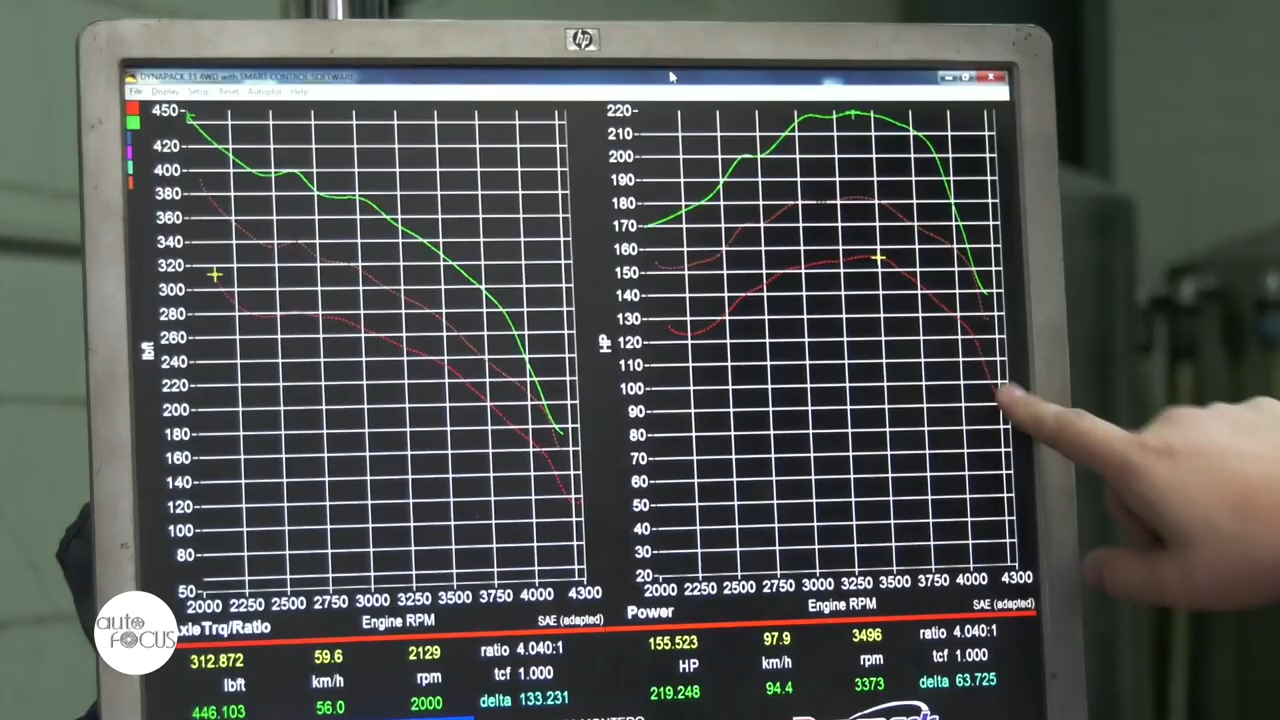 hp
DYNAPACK 33 4WD with SMART CONTROL SOFTWARE
File Display Setup Reset Autoplot Help
450
420
400
380
360
340
320
300
280
260
240
220
200
180
160
140
120
100
80
50
lbft
2000 2250 2500 2750 3000 3250 3500 3750 4000 4300
Engine RPM
SAE (adapted)
220
210
200
190
180
170
160
150
140
130
120
110
100
90
80
70
60
50
40
30
20
HP
2000 2250 2500 2750 3000 3250 3500 3750 4000 4300
Engine RPM
SAE (adapted)
auto
FOCUS
Trq/Ratio
312.872 59.6 2129 ratio 4.040:1
lbft km/h rpm tcf 1.000
446.103 56.0 2000 delta 133.231
Power
155.523 97.9 3496 ratio 4.040:1
HP km/h rpm tcf 1.000
219.248 94.4 3373 delta 63.725
MONTERO